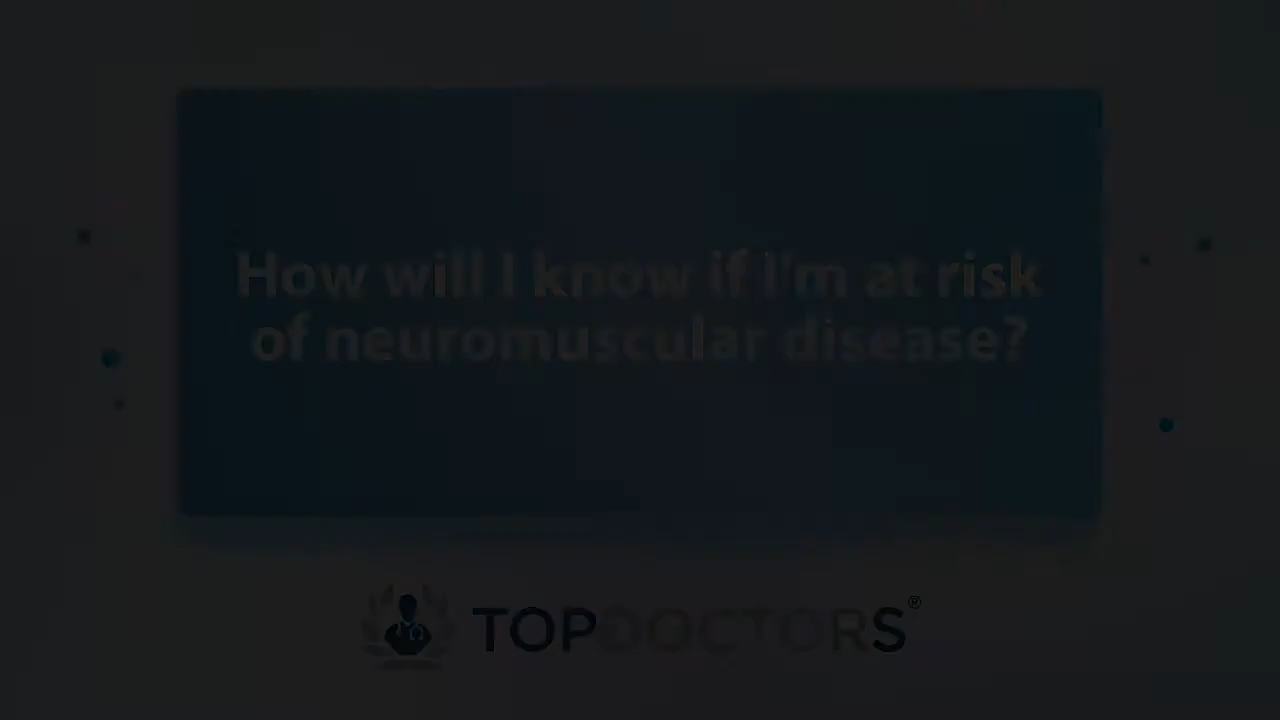 How will I know if I'm at risk
of neuromuscular disease?
TOPDOCTORS®